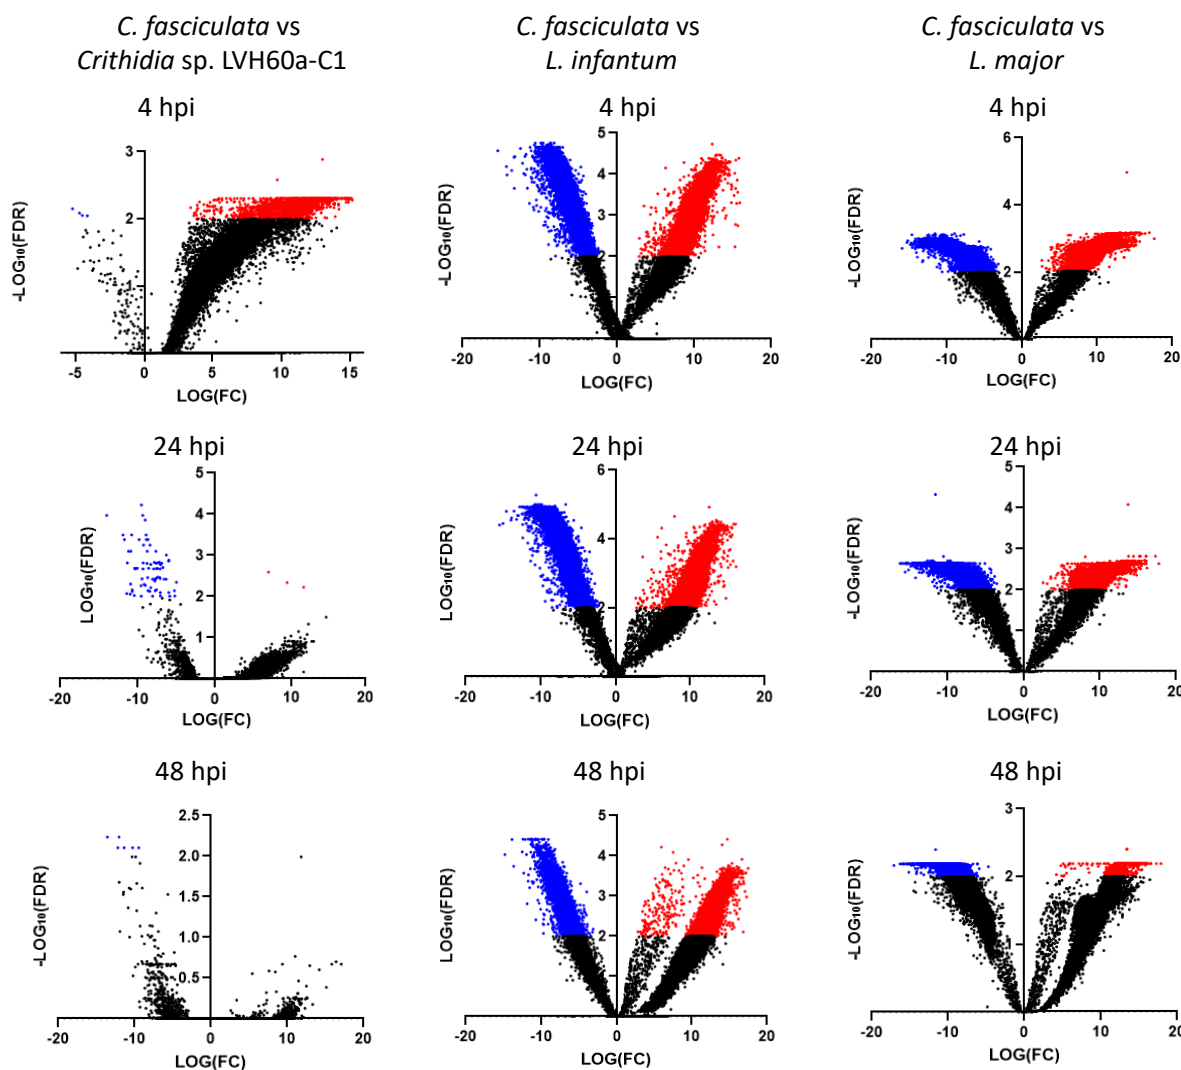 C. fasciculata vs
Crithidia sp. LVH60a-C1
C. fasciculata vs
L. infantum
C. fasciculata vs
L. major
4 hpi
3
2
1
-LOG₁₀(FDR)
-5
0
5
10
15
LOG(FC)
4 hpi
5
4
3
2
1
-LOG₁₀(FDR)
-20
-10
0
10
20
LOG(FC)
4 hpi
6
4
2
-LOG₁₀(FDR)
-20
-10
0
10
20
LOG(FC)
24 hpi
5
4
3
2
1
LOG₁₀(FDR)
-20
-10
0
10
20
LOG(FC)
24 hpi
6
4
2
LOG₁₀(FDR)
-20
-10
0
10
20
LOG(FC)
24 hpi
5
4
3
2
1
-LOG₁₀(FDR)
-20
-10
0
10
20
LOG(FC)
48 hpi
2.5
2.0
1.5
1.0
0.5
-LOG₁₀(FDR)
-20
-10
0
10
20
LOG(FC)
48 hpi
5
4
3
2
1
LOG₁₀(FDR)
-20
-10
0
10
20
LOG(FC)
48 hpi
3
2
1
-LOG₁₀(FDR)
-20
-10
0
10
20
LOG(FC)